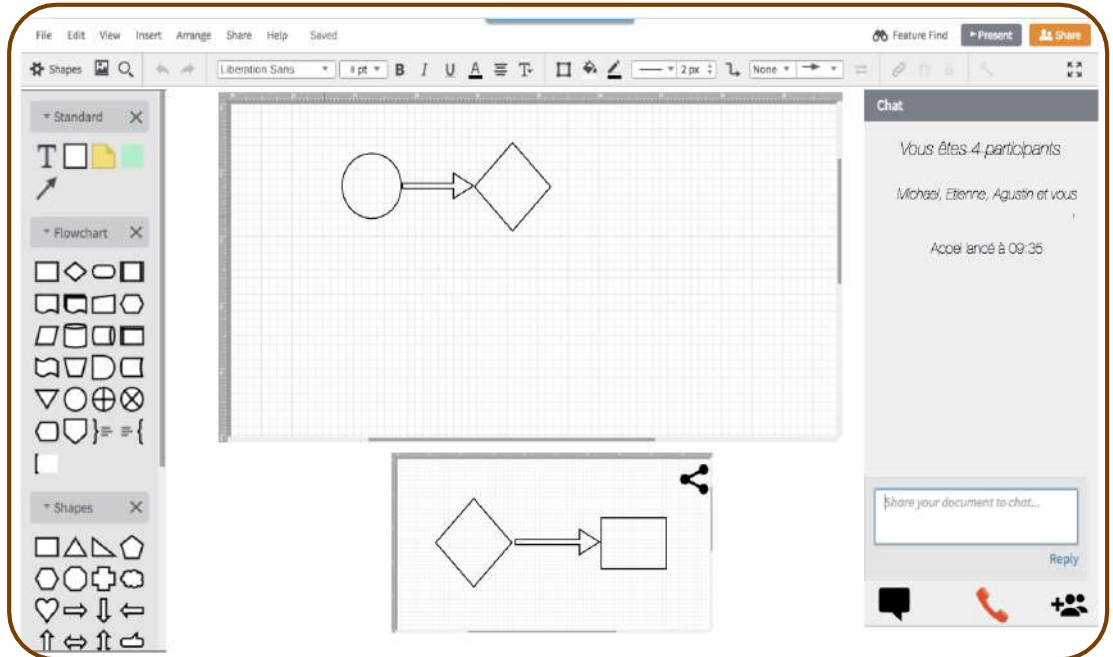 File Edit View Insert Arrange Share Help Saved
Feature Find Present Share
Shapes Liberation Sans pt B I U A T 2 px None
Standard
T
Flowchart
Shapes
Chat
Vous êtes 4 participants
Michael, Etienne, Agustin et vous
Appel lancé à 09:35
Share your document to chat...
Reply